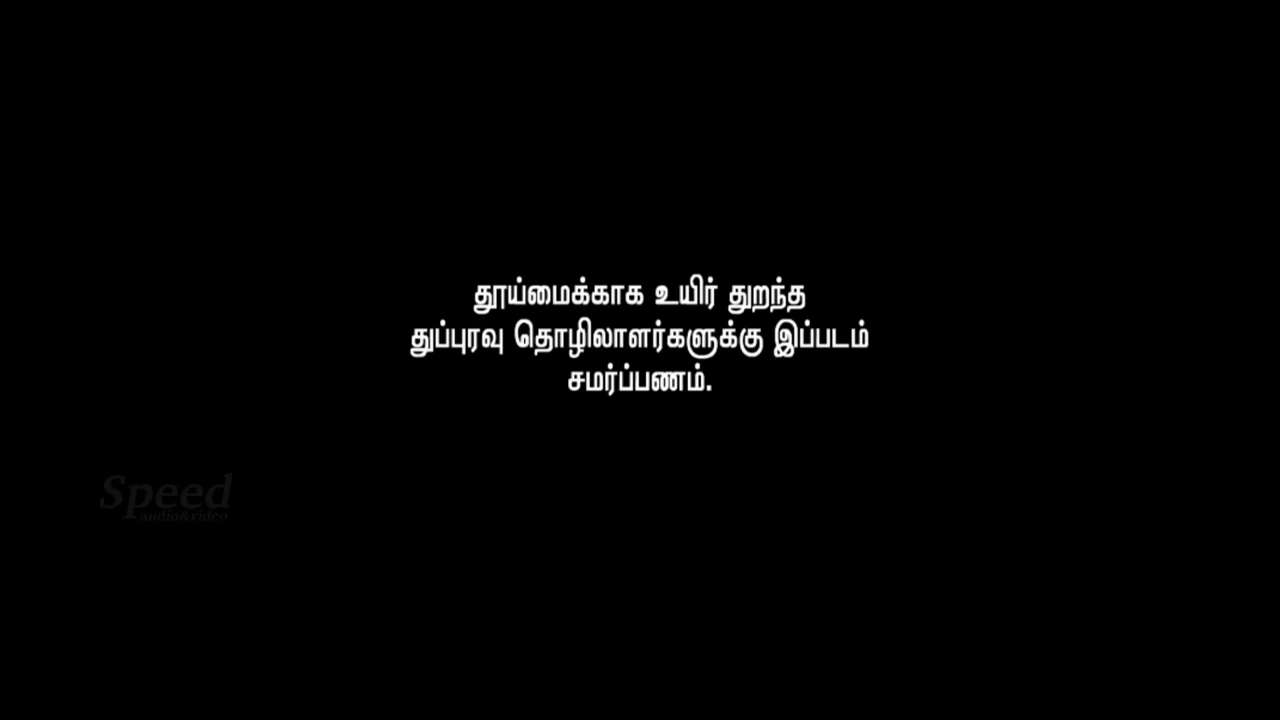 தூய்மைக்காக உயிர் துறந்த
துப்புரவு தொழிலாளர்களுக்கு இப்படம்
சமர்ப்பணம்.
Speed
audio&video